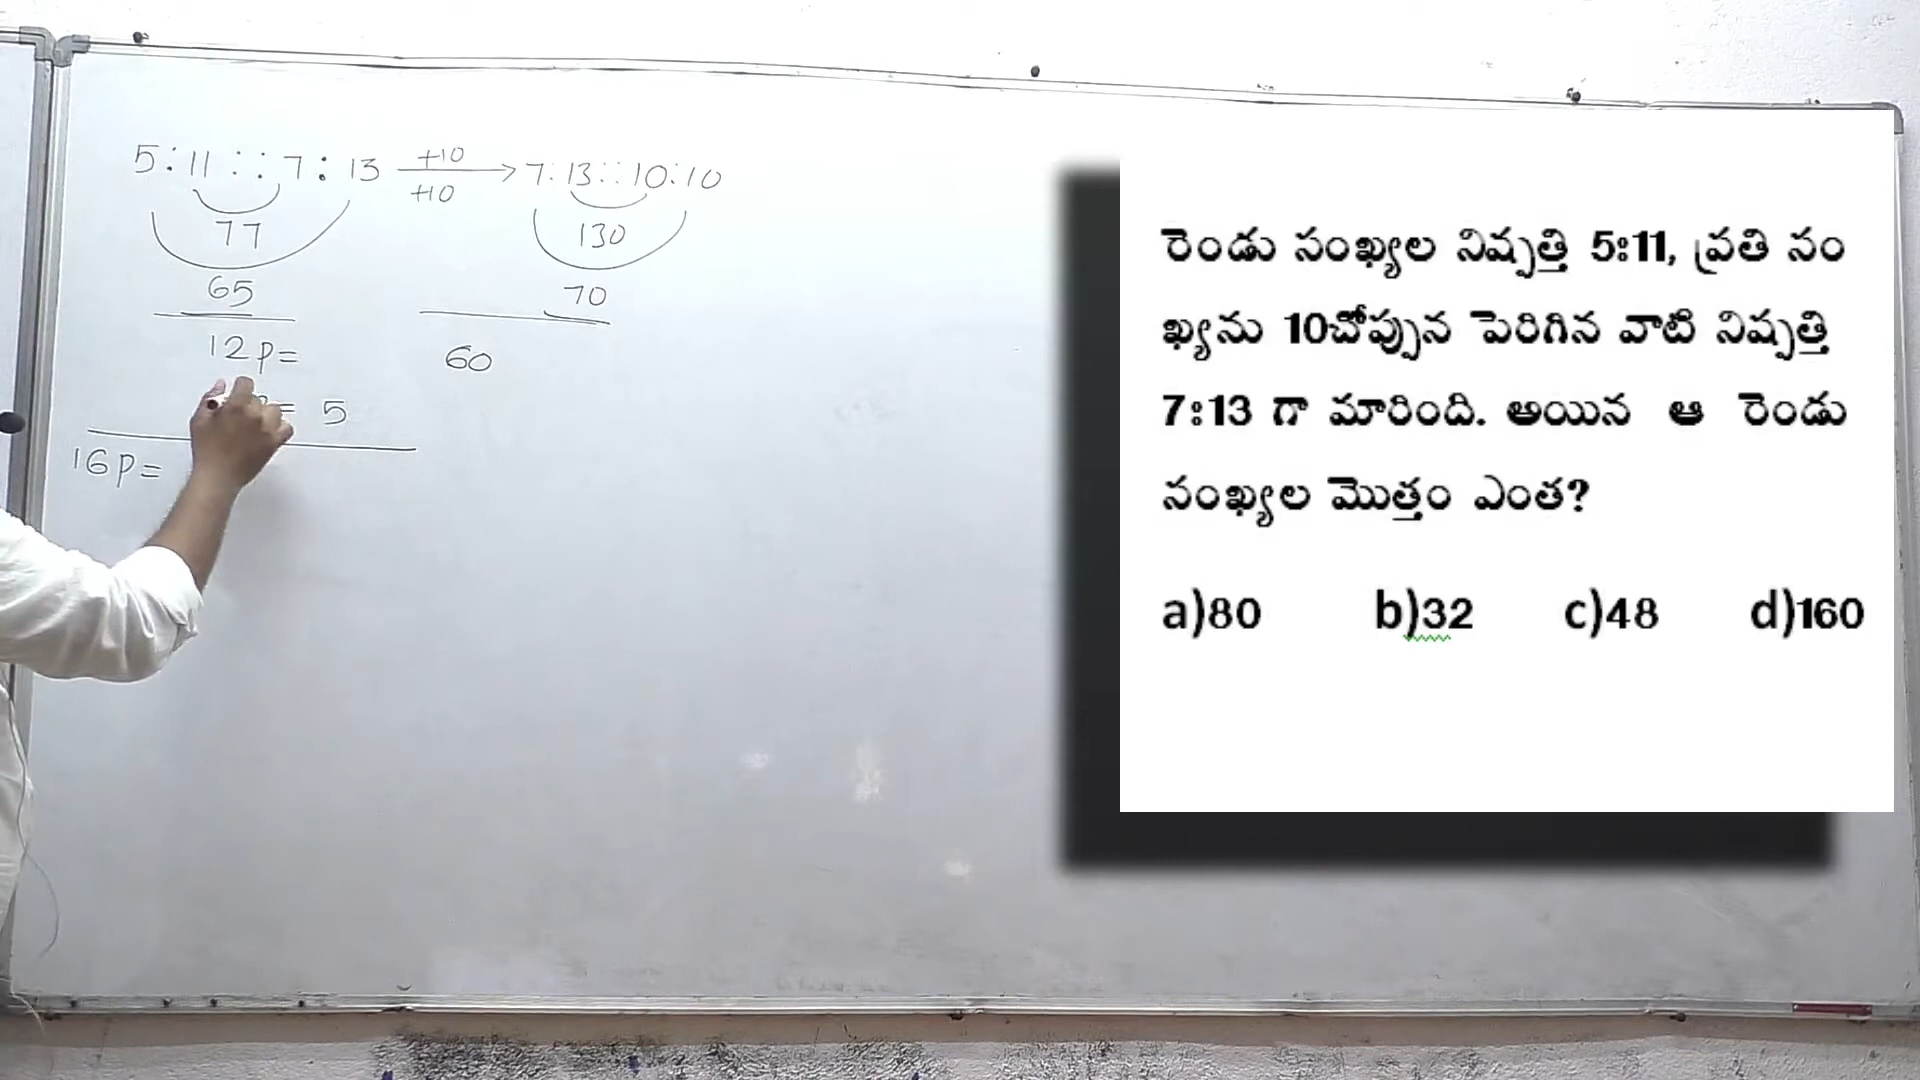 5:11 :: 7:13 +10 → 7:13::10:10
+10
77 130
65 70
12P= 60
= 5
16P=
రెండు సంఖ్యల నిష్పత్తి 5:11, ప్రతి సం
ఖ్యను 10చోప్పున పెరిగిన వాటి నిష్పత్తి
7:13 గా మారింది. అయిన ఆ రెండు
సంఖ్యల మొత్తం ఎంత?
a)80 b)32 c)48 d)160